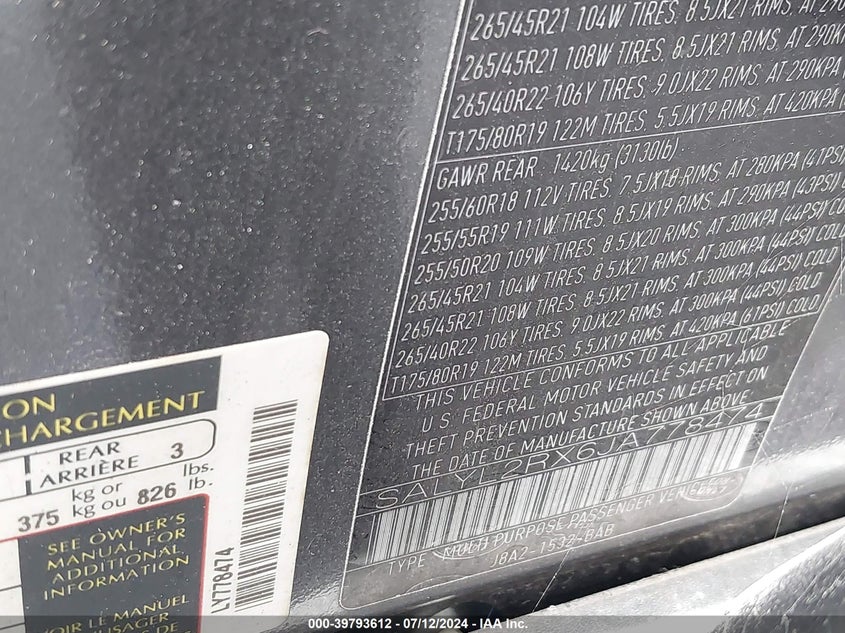 265/45R21 104W TIRES, 8.5JX21 RIMS, AT 290
265/45R21 108W TIRES, 8.5JX21 RIMS, AT 290KPA
265/40R22 106Y TIRES, 9.0JX22 RIMS, AT 290KPA
T175/80R19 122M TIRES, 5.5JX19 RIMS, AT 420KPA
GAWR REAR 1420kg (3130lb)
255/60R18 112V TIRES, 7.5JX18 RIMS, AT 280KPA (41PSI)
255/55R19 111W TIRES, 8.5JX19 RIMS, AT 290KPA (43PSI)
255/50R20 109W TIRES, 8.5JX20 RIMS, AT 300KPA (44PSI) COLD
265/45R21 104W TIRES, 8.5JX21 RIMS, AT 300KPA (44PSI) COLD
265/45R21 108W TIRES, 8.5JX21 RIMS, AT 300KPA (44PSI) COLD
265/40R22 106Y TIRES, 9.0JX22 RIMS, AT 300KPA (44PSI) COLD
T175/80R19 122M TIRES, 5.5JX19 RIMS, AT 420KPA (61PSI) COLD
THIS VEHICLE CONFORMS TO ALL APPLICABLE
U.S. FEDERAL MOTOR VEHICLE SAFETY AND
THEFT PREVENTION STANDARDS IN EFFECT ON
THE DATE OF MANUFACTURE SHOWN ABOVE.
SALYL2RX6JA778474
TYPE MULTI PURPOSE PASSENGER VEHICLE
J8A2-1532-BAB
ION
CHARGEMENT
REAR
ARRIÈRE 3
375 kg or kg ou 826 lbs. lb.
SEE OWNER'S
MANUAL FOR
ADDITIONAL
INFORMATION
VOIR LE MANUEL
USAGER
DE
LY778474
000-39793612 - 07/12/2024 - IAA Inc.